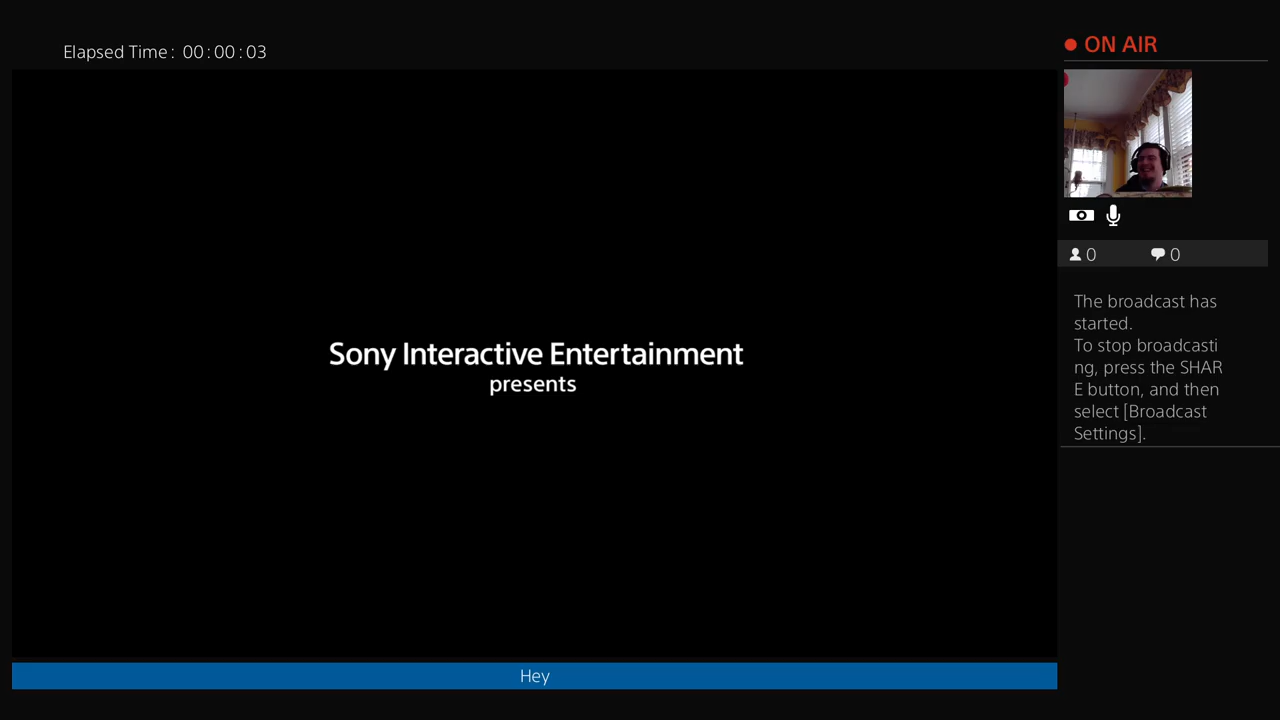 Elapsed Time: 00:00:03
ON AIR
Sony Interactive Entertainment
presents
0
0
The broadcast has
started.
To stop broadcasti
ng, press the SHAR
E button, and then
select [Broadcast
Settings].
Hey